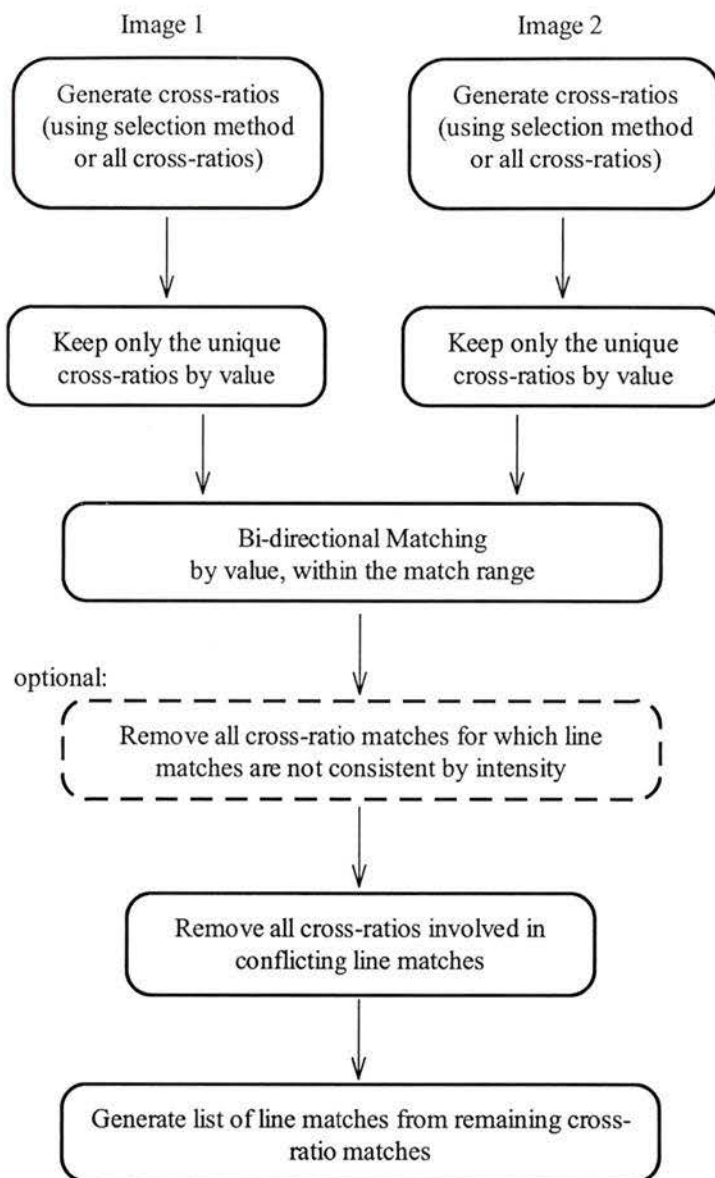 Image 1
Image 2
Generate cross-ratios
(using selection method
or all cross-ratios)
Generate cross-ratios
(using selection method
or all cross-ratios)
Keep only the unique
cross-ratios by value
Keep only the unique
cross-ratios by value
Bi-directional Matching
by value, within the match range
optional:
Remove all cross-ratio matches for which line
matches are not consistent by intensity
Remove all cross-ratios involved in
conflicting line matches
Generate list of line matches from remaining cross-
ratio matches